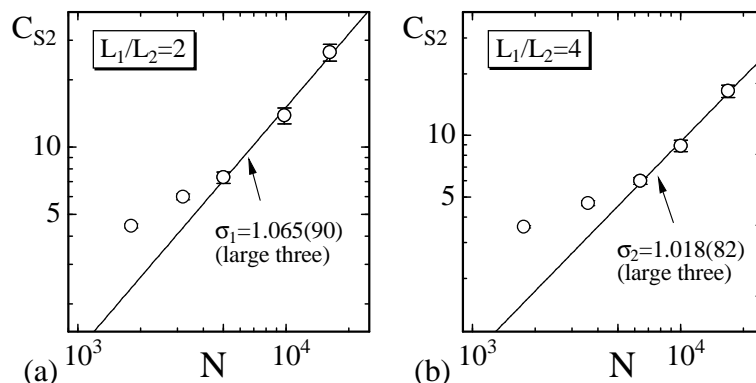 C_S2
L_1/L_2=2
10
5
σ_1=1.065(90)
(large three)
10^3
10^4
N
(a)
C_S2
L_1/L_2=4
10
5
σ_2=1.018(82)
(large three)
10^3
10^4
N
(b)